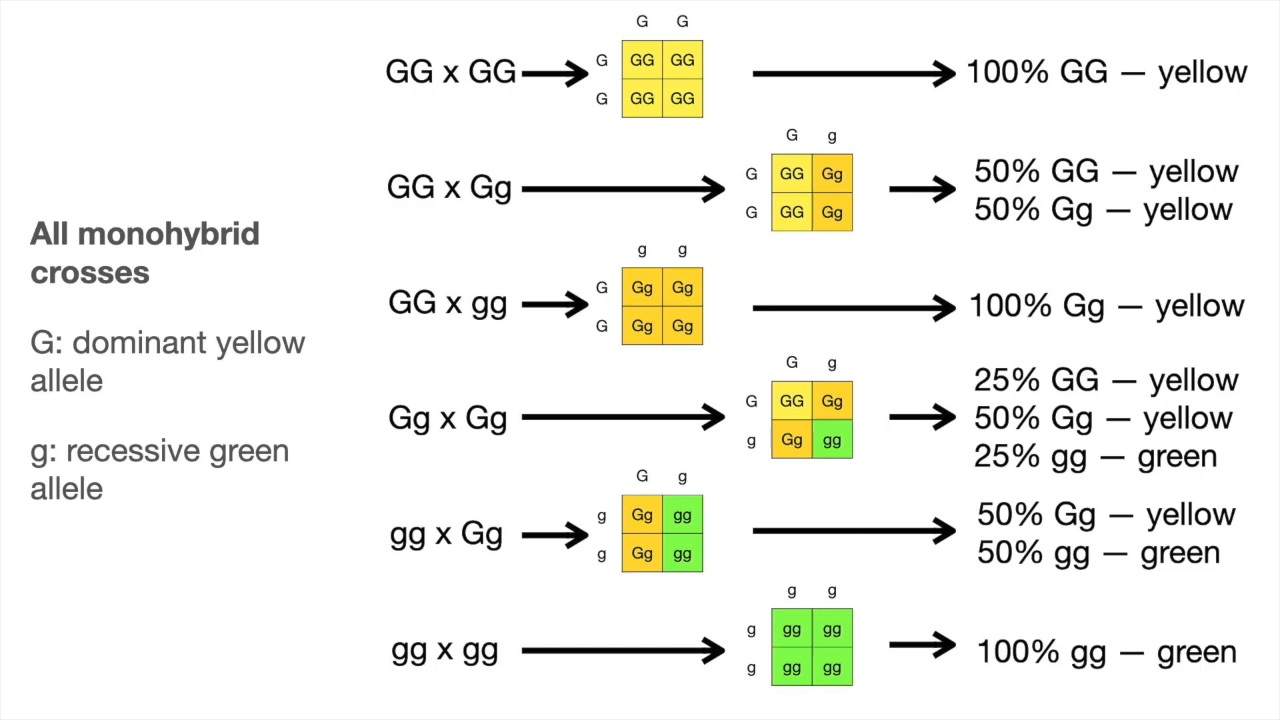 All monohybrid
crosses
G: dominant yellow
allele
g: recessive green
allele
GG x GG
G G
G GG GG
G GG GG
100% GG — yellow
GG x Gg
G g
G GG Gg
G GG Gg
50% GG — yellow
50% Gg — yellow
GG x gg
g g
G Gg Gg
G Gg Gg
100% Gg — yellow
Gg x Gg
G g
G GG Gg
g Gg gg
25% GG — yellow
50% Gg — yellow
25% gg — green
gg x Gg
G g
g Gg gg
g Gg gg
50% Gg — yellow
50% gg — green
gg x gg
g g
g gg gg
g gg gg
100% gg — green